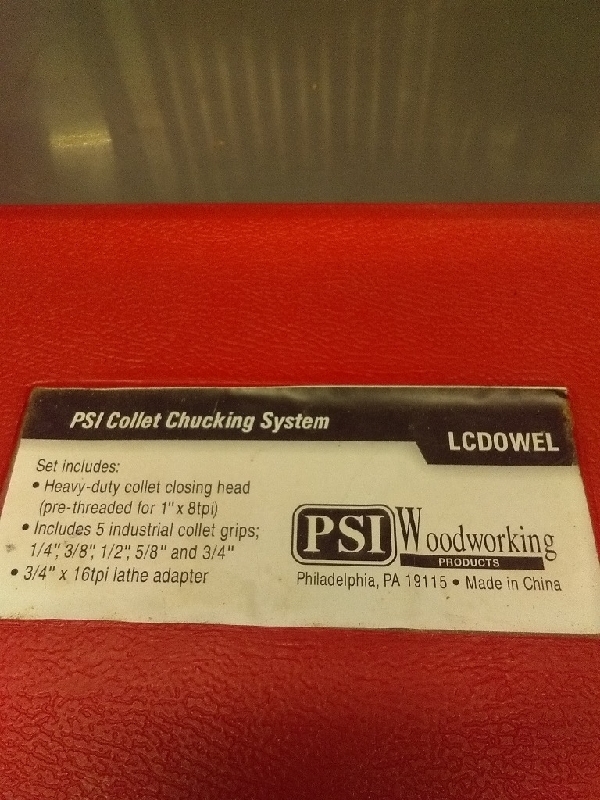 PSI Collet Chucking System
LCDOWEL
Set includes:
• Heavy-duty collet closing head
(pre-threaded for 1" x 8tpi)
• Includes 5 industrial collet grips;
1/4", 3/8", 1/2", 5/8" and 3/4"
• 3/4" x 16tpi lathe adapter
PSI Woodworking
PRODUCTS
Philadelphia, PA 19115 • Made in China